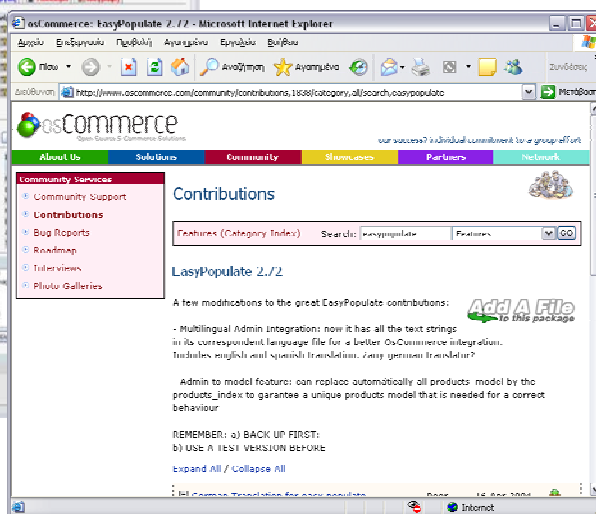 osCommerce: EasyPopulate 2.72 - Microsoft Internet Explorer
Αρχείο Επεξεργασία Προβολή Αγαπημένα Εργαλεία Βοήθεια
Πίσω Αναζήτηση Αγαπημένα Συνδέσεις
Διεύθυνση http://www.oscommerce.com/community/contributions,1838/category,all/search,easypopulate Μετάβαση
osCommerce
Open Source E-Commerce Solutions
our success? individual commitment to a group effort
About Us Solutions Community Showcases Partners Network
Community Services
Community Support
Contributions
Bug Reports
Roadmap
Interviews
Photo Galleries
Contributions
Features (Category Index) Search: easypopulate Features GO
EasyPopulate 2.72
A few modifications to the great EasyPopulate contributions:
Add A File
to this package
- Multilingual Admin Integration: now it has all the text strings
in its correspondent language file for a better OsCommerce integration.
Includes english and spanish translation. ?any german translator?
- Admin to model feature: can replace automatically all products_model by the
products_index to garantee a unique products model that is needed for a correct
behaviour
REMEMBER: a) BACK UP FIRST:
b) USE A TEST VERSION BEFORE
Expand All / Collapse All
German Translation for easy populate 16 Apr 2004
Internet